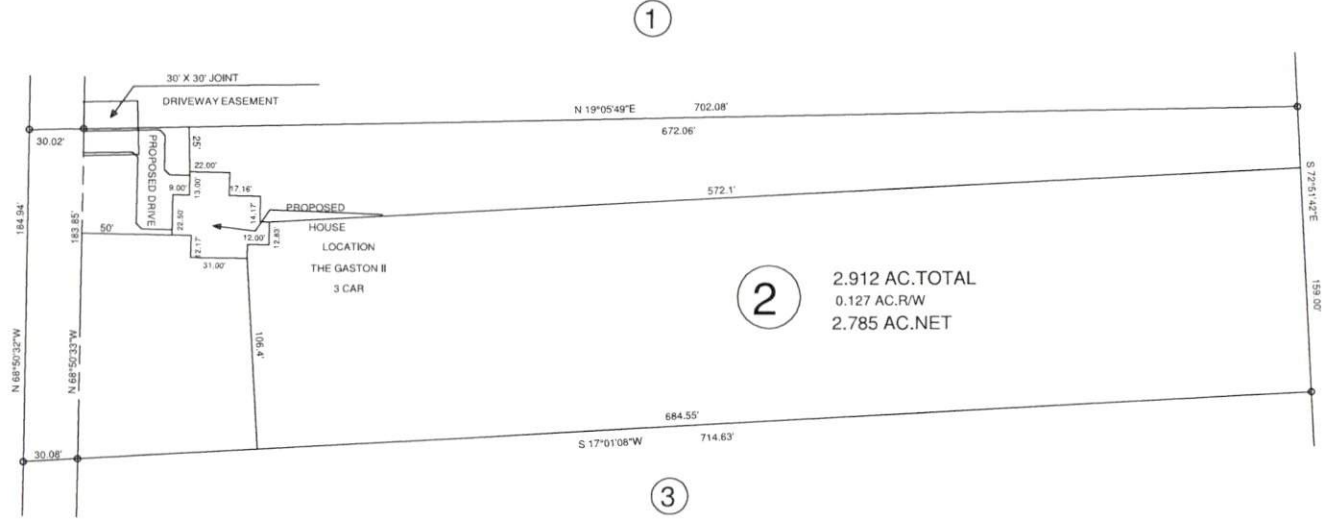 1
30' X 30' JOINT
DRIVEWAY EASEMENT
N 19°05'49"E 702.08'
672.06'
30.02'
PROPOSED DRIVE
25'
22.00'
9.00'
13.00'
17.16'
572.1'
S 72°51'42"E
159.00'
184.94'
183.85'
50'
22.50'
14.17'
PROPOSED
HOUSE
LOCATION
THE GASTON II
3 CAR
12.00'
12.83'
12.17'
31.00'
2
2.912 AC.TOTAL
0.127 AC.R/W
2.785 AC.NET
N 68°50'32"W
N 68°50'33"W
106.4'
684.55'
S 17°01'08"W 714.63'
30.08'
3